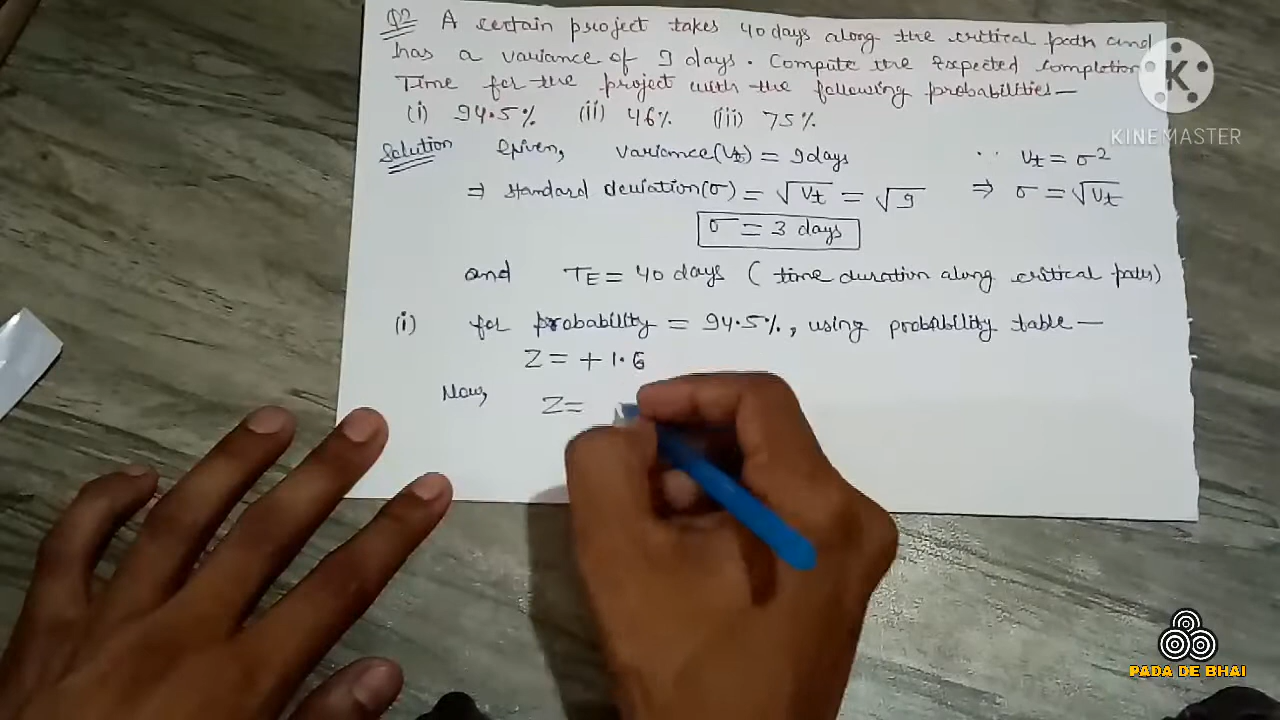 Q2 A certain project takes 40 days along the critical path and
has a variance of 9 days. Compute the Expected completion
Time for the project with the following probabilities—
(i) 94.5% (ii) 46% (iii) 75%
Solution Given, Variance(Vt) = 9 days ∵ Vt = σ²
⇒ standard deviation(σ) = √Vt = √9 ⇒ σ = √Vt
σ = 3 days
and TE = 40 days ( time duration along critical path)
(i) for probability = 94.5%, using probability table—
Z = +1.6
Now, Z =
K
KINEMASTER
PADA DE BHAI